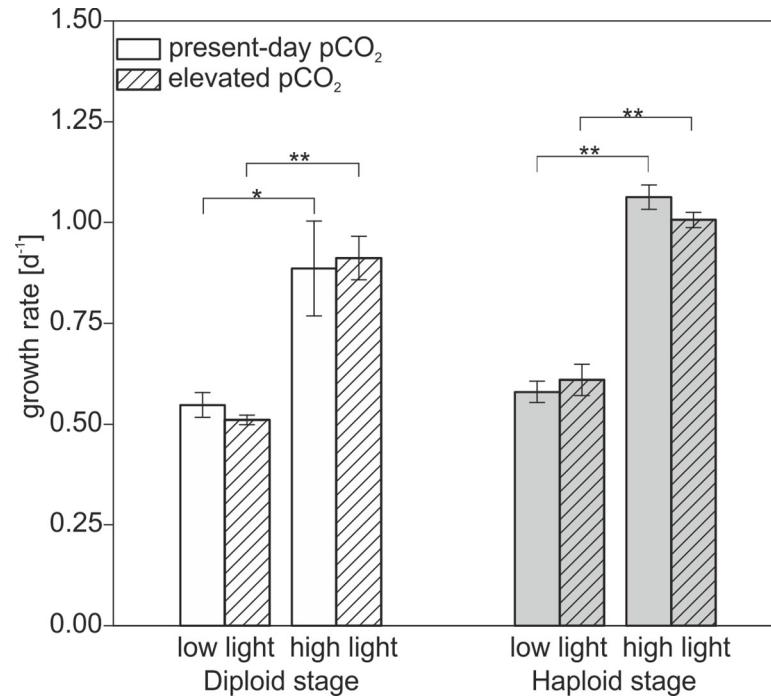 1.50
present-day pCO₂
elevated pCO₂
1.25
**
**
**
*
1.00
0.75
0.50
0.25
0.00
growth rate [d⁻¹]
low light high light low light high light
Diploid stage Haploid stage